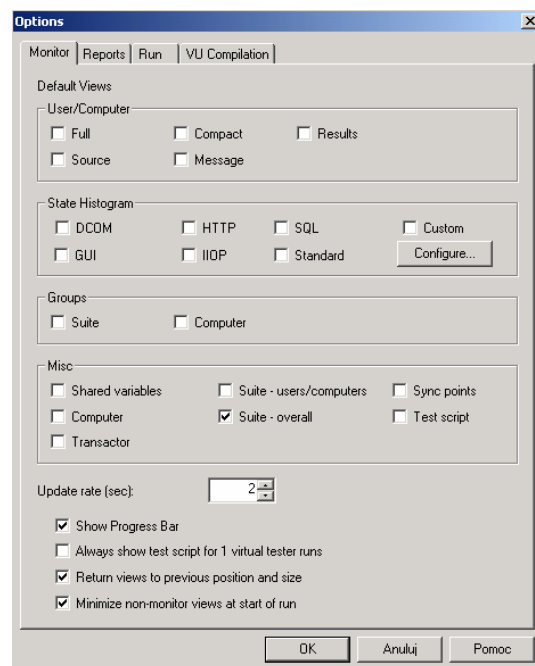 Options
Monitor Reports Run VU Compilation
Default Views
User/Computer
Full Compact Results
Source Message
State Histogram
DCOM HTTP SQL Custom
GUI IIOP Standard Configure...
Groups
Suite Computer
Misc
Shared variables Suite - users/computers Sync points
Computer Suite - overall Test script
Transactor
Update rate (sec): 2
Show Progress Bar
Always show test script for 1 virtual tester runs
Return views to previous position and size
Minimize non-monitor views at start of run
OK Anuluj Pomoc